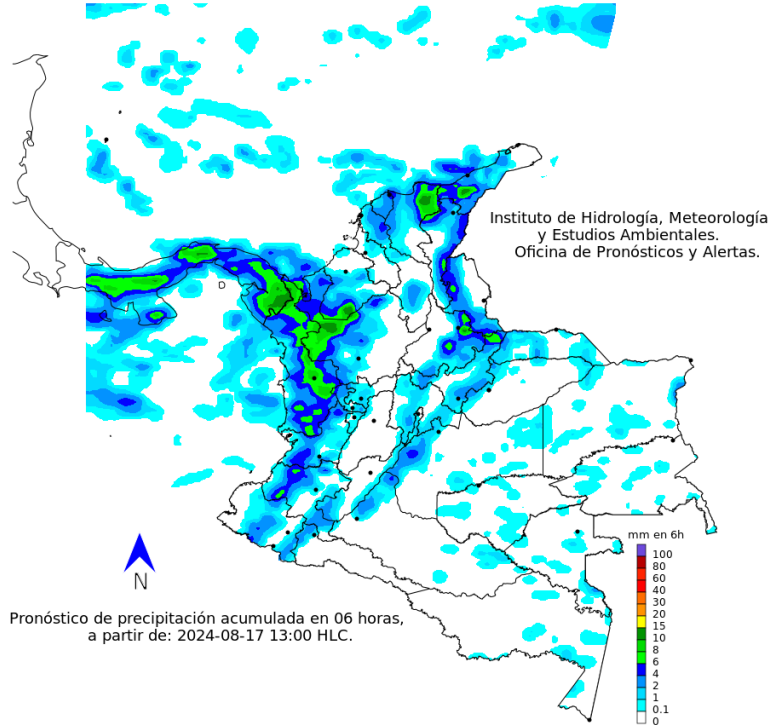 Instituto de Hidrología, Meteorología
y Estudios Ambientales.
Oficina de Pronósticos y Alertas.
N
Pronóstico de precipitación acumulada en 06 horas,
a partir de: 2024-08-17 13:00 HLC.
mm en 6h
100
80
60
40
30
20
15
10
8
6
4
2
1
0.1
0